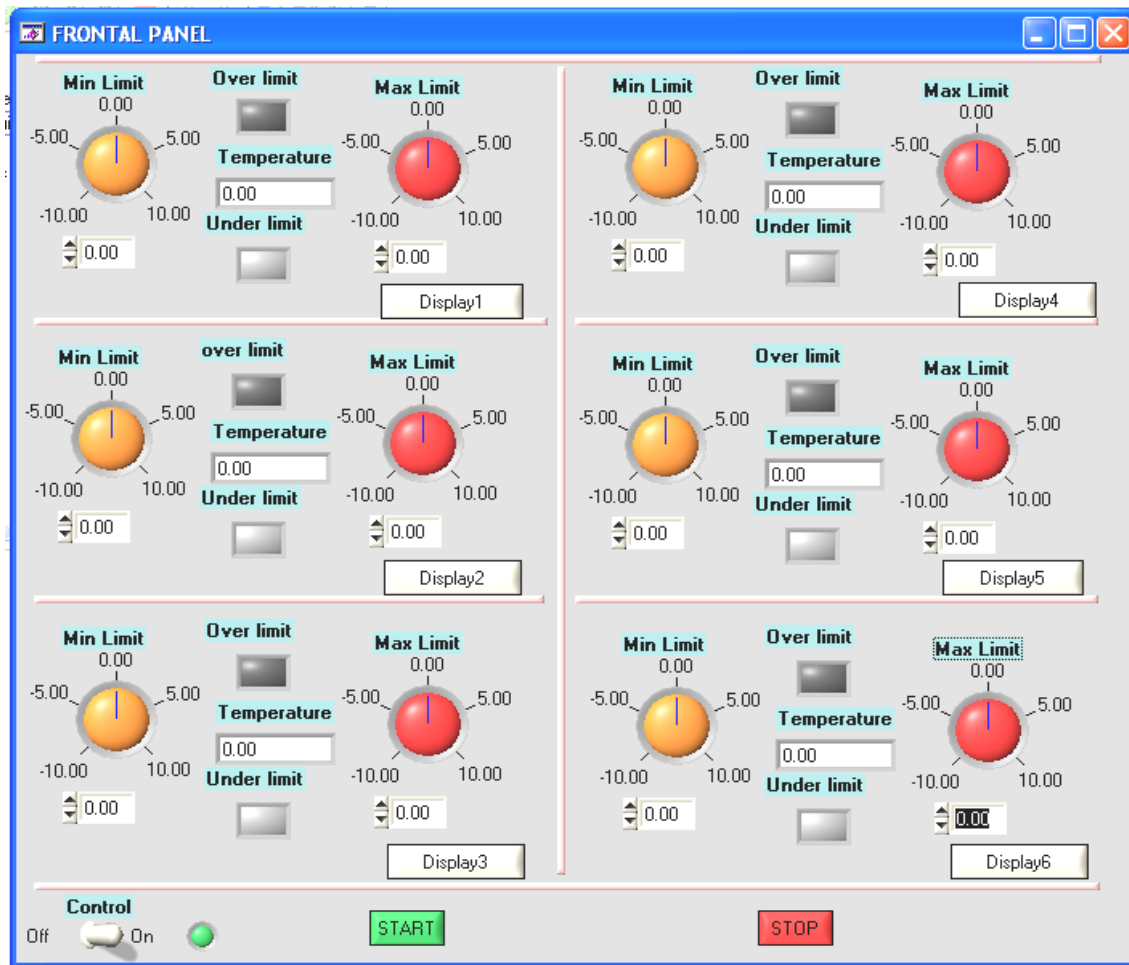 FRONTAL PANEL
Min Limit
0.00
-5.00
5.00
-10.00
10.00
0.00
Over limit
Temperature
0.00
Under limit
Max Limit
0.00
-5.00
5.00
-10.00
10.00
0.00
Display1
Min Limit
0.00
-5.00
5.00
-10.00
10.00
0.00
Over limit
Temperature
0.00
Under limit
Max Limit
0.00
-5.00
5.00
-10.00
10.00
0.00
Display4
Min Limit
0.00
-5.00
5.00
-10.00
10.00
0.00
over limit
Temperature
0.00
Under limit
Max Limit
0.00
-5.00
5.00
-10.00
10.00
0.00
Display2
Min Limit
0.00
-5.00
5.00
-10.00
10.00
0.00
Over limit
Temperature
0.00
Under limit
Max Limit
0.00
-5.00
5.00
-10.00
10.00
0.00
Display5
Min Limit
0.00
-5.00
5.00
-10.00
10.00
0.00
Over limit
Temperature
0.00
Under limit
Max Limit
0.00
-5.00
5.00
-10.00
10.00
0.00
Display3
Min Limit
0.00
-5.00
5.00
-10.00
10.00
0.00
Over limit
Temperature
0.00
Under limit
Max Limit
0.00
-5.00
5.00
-10.00
10.00
0.00
Display6
Control
Off
On
START
STOP